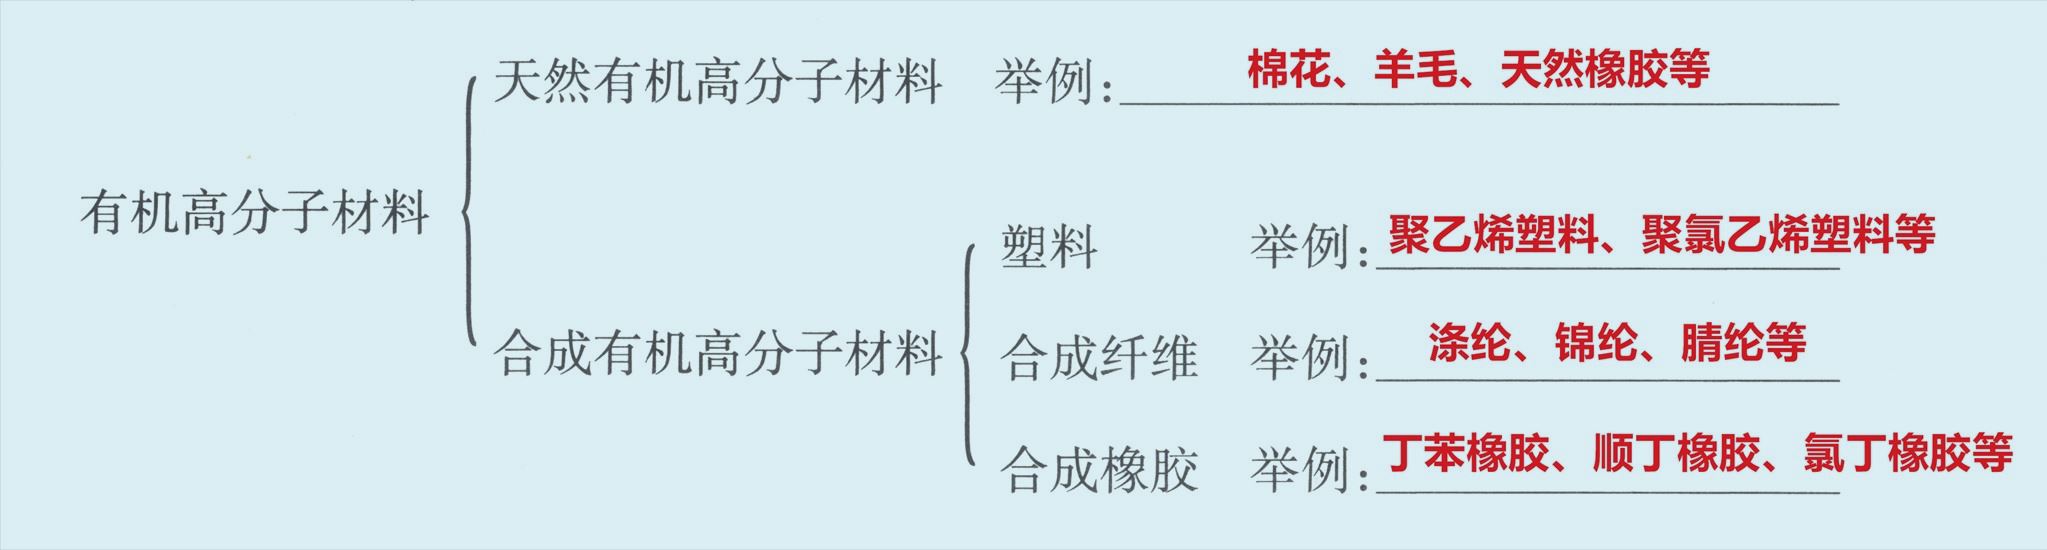 天然有机高分子材料 举例:棉花、羊毛、天然橡胶等
有机高分子材料
塑料 举例:聚乙烯塑料、聚氯乙烯塑料等
合成有机高分子材料
合成纤维 举例:涤纶、锦纶、腈纶等
合成橡胶 举例:丁苯橡胶、顺丁橡胶、氯丁橡胶等